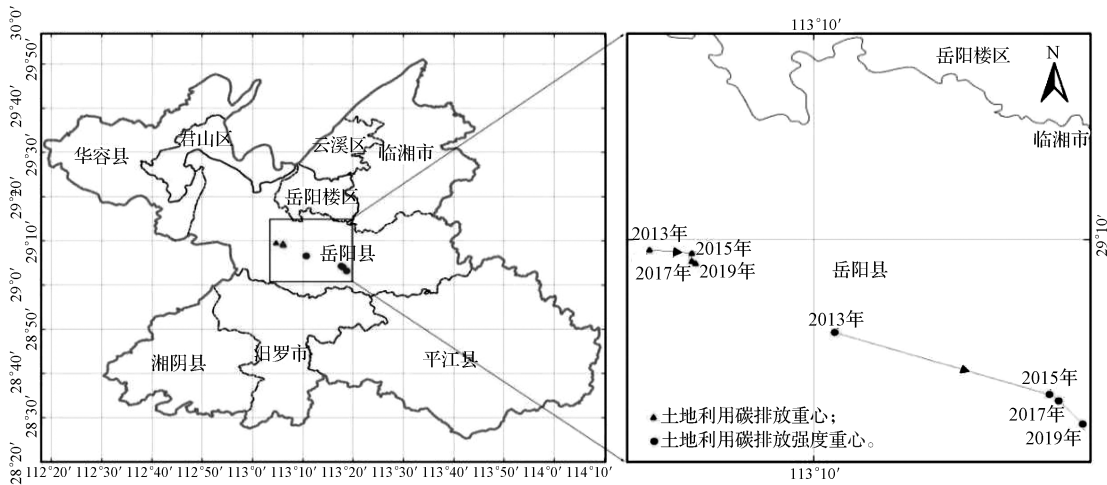 30°0′
29°50′
29°40′
29°30′
29°20′
29°10′
29°0′
28°50′
28°40′
28°30′
28°20′
华容县
君山区
云溪区
临湘市
岳阳楼区
岳阳县
湘阴县
汨罗市
平江县
112°20′ 112°30′ 112°40′ 112°50′ 113°0′ 113°10′ 113°20′ 113°30′ 113°40′ 113°50′ 114°0′ 114°10′
113°10′
岳阳楼区
N
临湘市
29°10′
2013年
2015年
2017年
2019年
岳阳县
2013年
2015年
2017年
2019年
土地利用碳排放重心；
土地利用碳排放强度重心。
113°10′